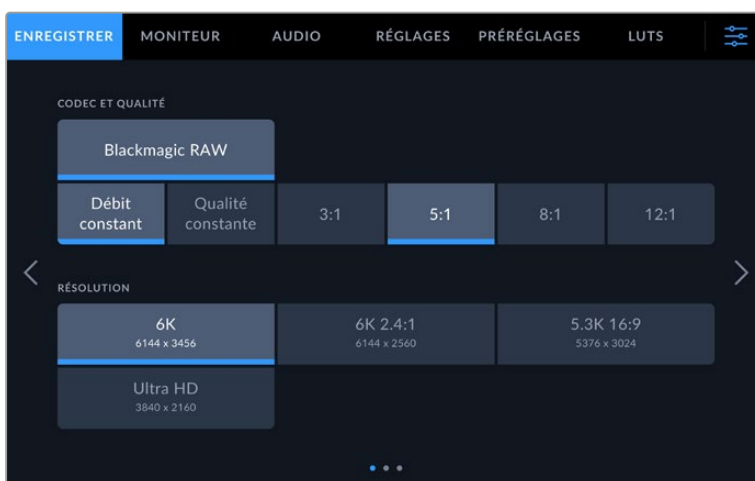 ENREGISTRER MONITEUR AUDIO RÉGLAGES PRÉRÉGLAGES LUTS
CODEC ET QUALITÉ
Blackmagic RAW
Débit constant Qualité constante 3:1 5:1 8:1 12:1
RÉSOLUTION
6K 6K 2.4:1 5.3K 16:9
6144 x 3456 6144 x 2560 5376 x 3024
Ultra HD
3840 x 2160